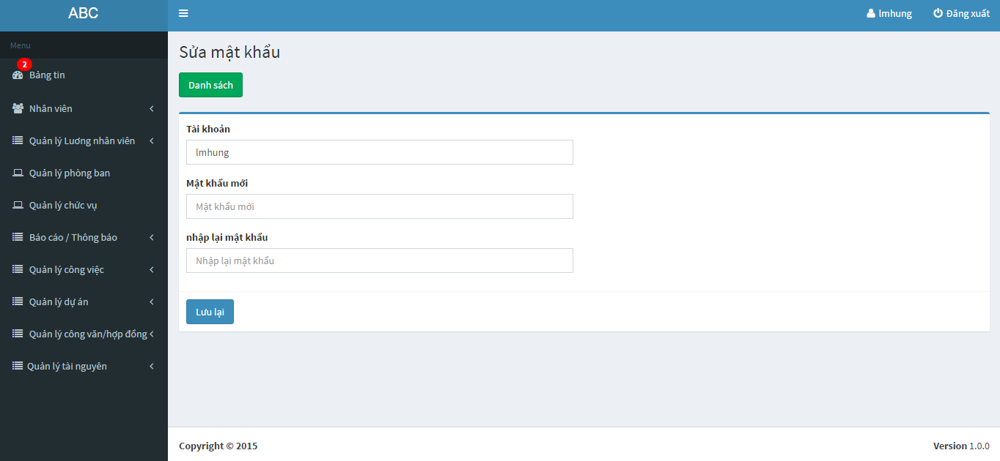 ABC
lmhung
Đăng xuất
Menu
2
Bảng tin
Nhân viên
Quản lý Lương nhân viên
Quản lý phòng ban
Quản lý chức vụ
Báo cáo / Thông báo
Quản lý công việc
Quản lý dự án
Quản lý công văn/hợp đồng
Quản lý tài nguyên
Sửa mật khẩu
Danh sách
Tài khoản
lmhung
Mật khẩu mới
Mật khẩu mới
nhập lại mật khẩu
Nhập lại mật khẩu
Lưu lại
Copyright © 2015
Version 1.0.0